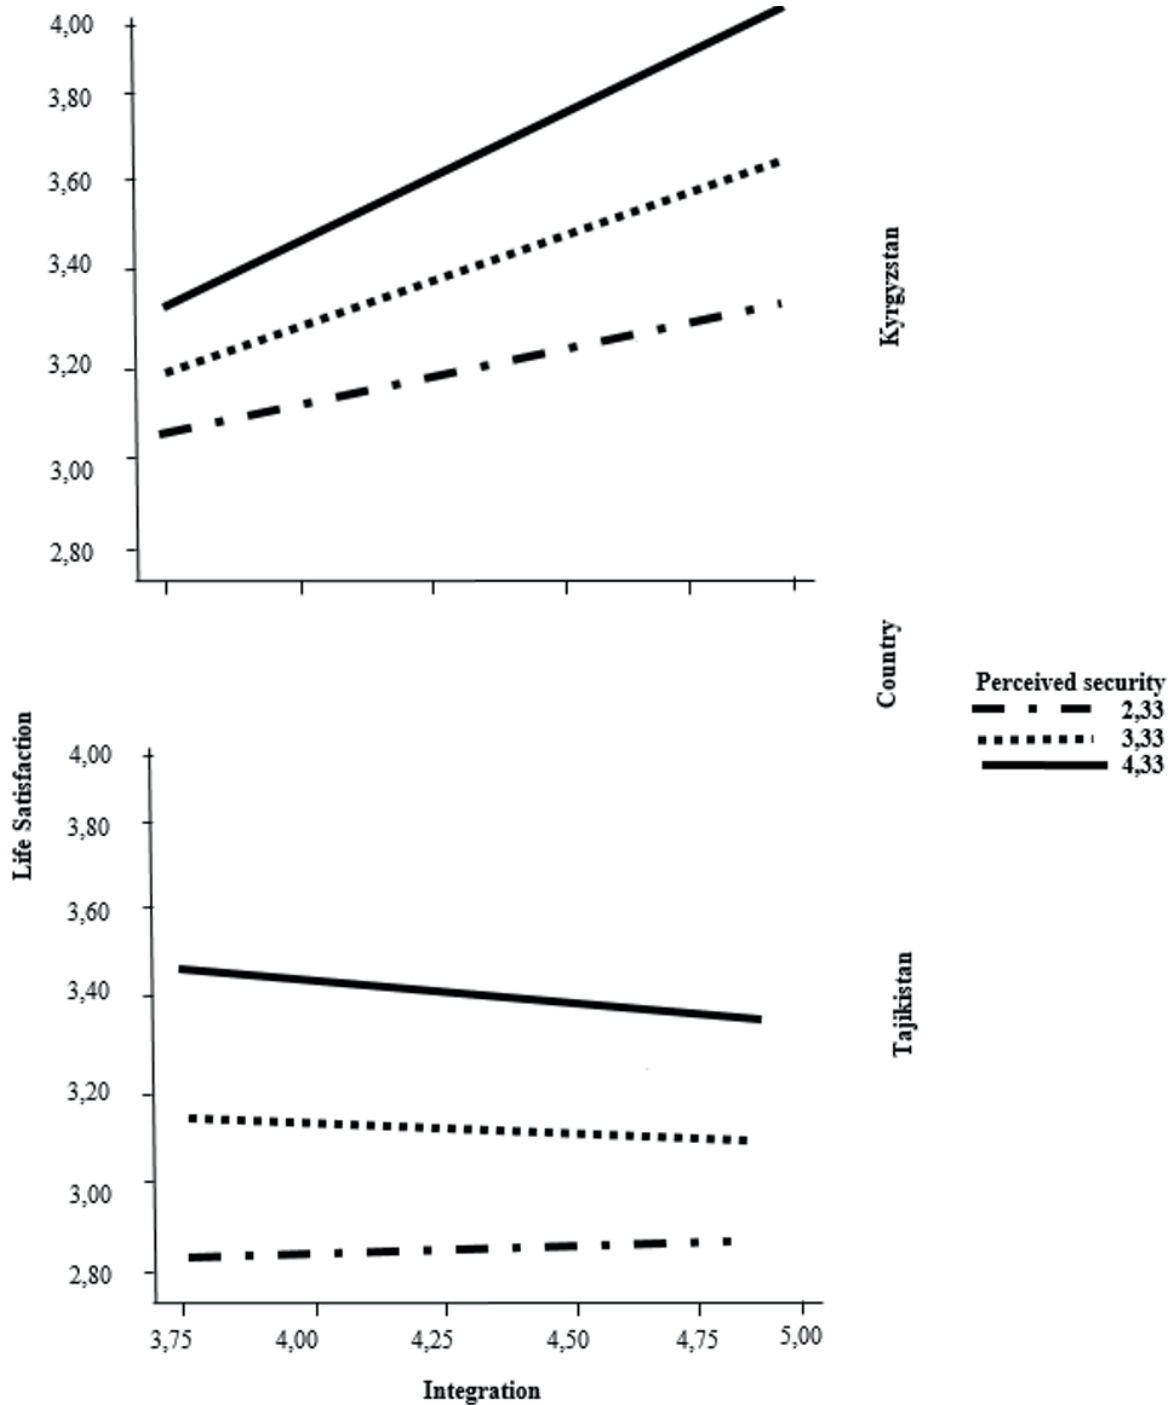 4,00
3,80
3,60
3,40
3,20
3,00
2,80
Kyrgyzstan
Country
Perceived security
2,33
3,33
4,33
Life Satisfaction
4,00
3,80
3,60
3,40
3,20
3,00
2,80
Tajikistan
3,75 4,00 4,25 4,50 4,75 5,00
Integration